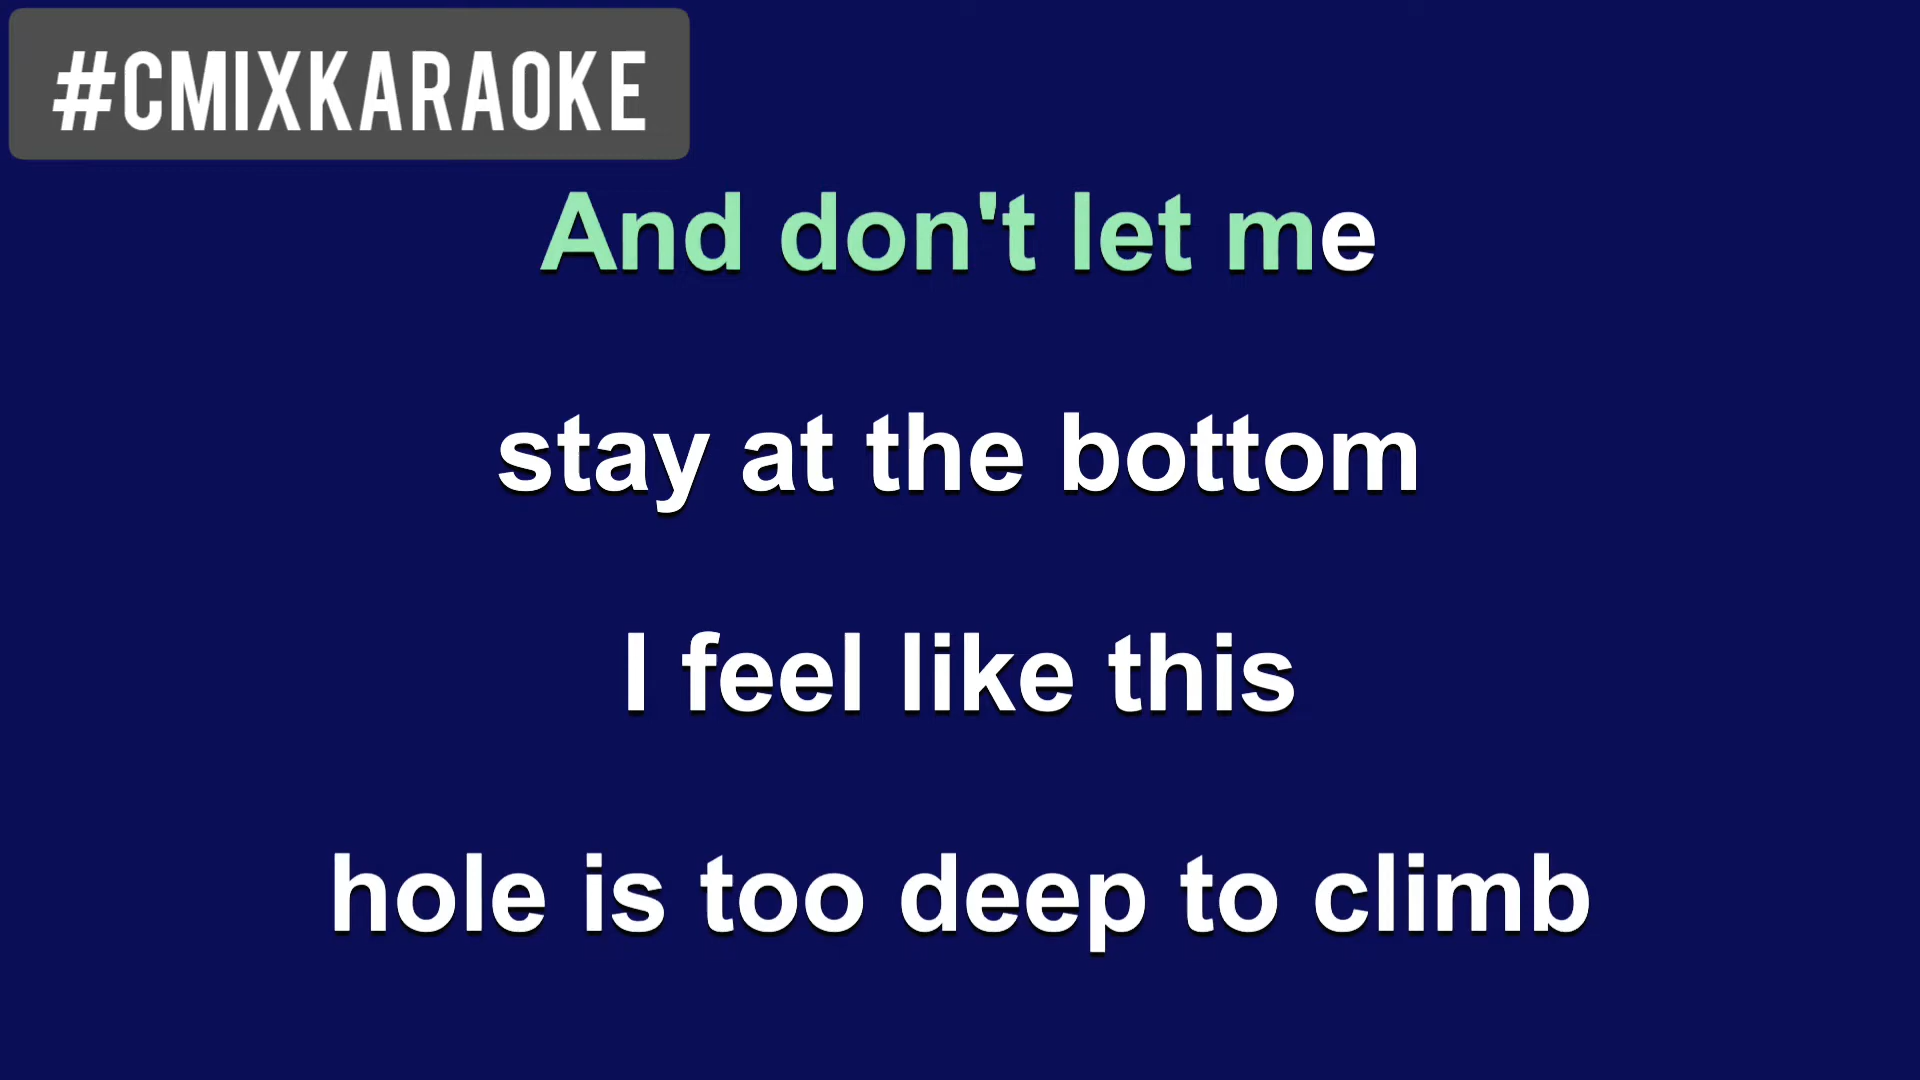 #CMIXKARAOKE
And don't let me
stay at the bottom
I feel like this
hole is too deep to climb